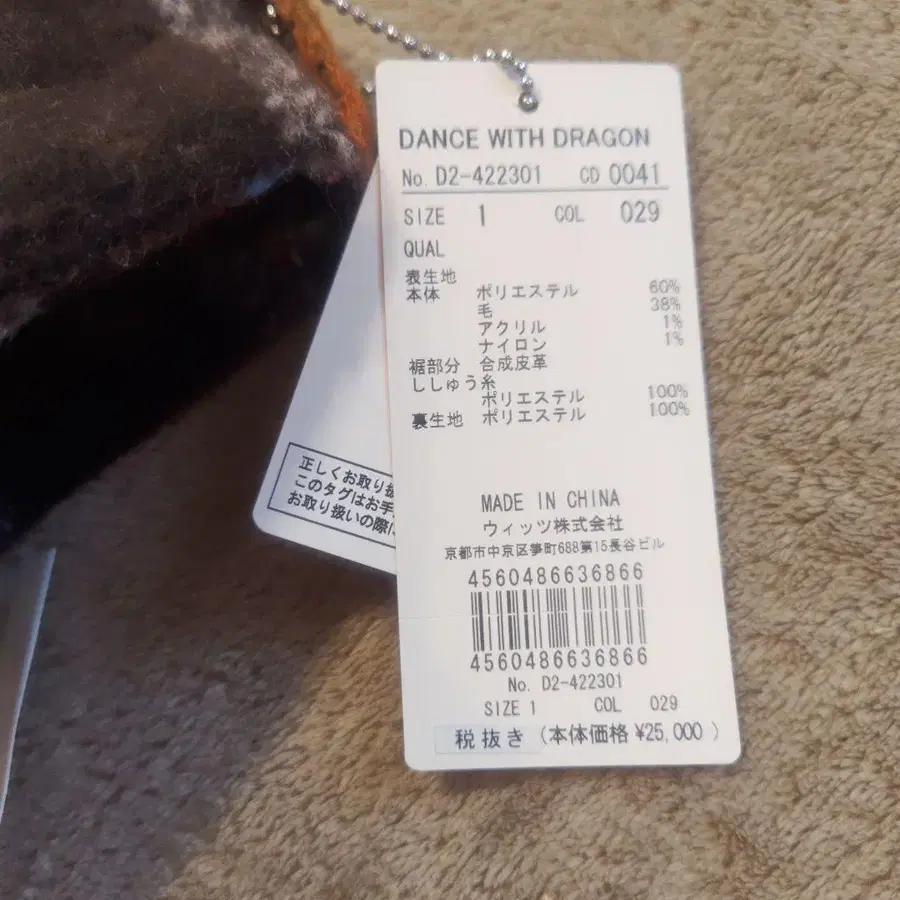 DANCE WITH DRAGON
No. D2-422301 CD 0041
SIZE 1 COL 029
QUAL
表生地
本体 ポリエステル 60%
毛 38%
アクリル 1%
ナイロン 1%
裾部分 合成皮革
ししゅう糸
ポリエステル 100%
裏生地 ポリエステル 100%
MADE IN CHINA
ウィッツ株式会社
京都市中京区笋町688第15長谷ビル
4560486636866
4560486636866
No. D2-422301
SIZE 1 COL 029
税抜き (本体価格 ¥25,000 )
正しくお取り扱
このタグはお手
お取り扱いの際に